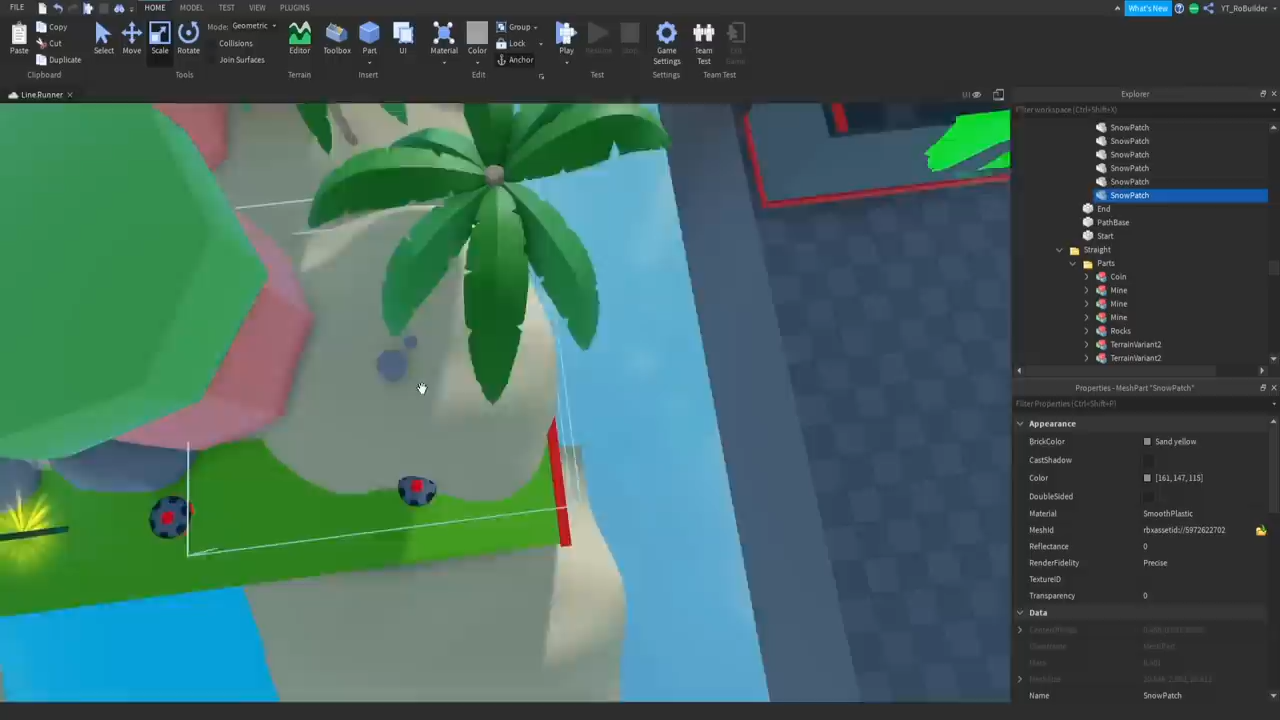 FILE HOME MODEL TEST VIEW PLUGINS What's New YT_RoBuilder
Copy Cut Duplicate Paste Clipboard
Select Move Scale Rotate Mode: Geometric Collisions Join Surfaces Tools
Editor Terrain
Toolbox Part UI Insert
Material Color Group Lock Anchor Edit
Play Test
Game Settings Settings
Team Test Team Test
Line.Runner UI
Explorer
Filter workspace (Ctrl+Shift+X)
SnowPatch
SnowPatch
SnowPatch
SnowPatch
SnowPatch
SnowPatch
End
PathBase
Start
Straight
Parts
Coin
Mine
Mine
Mine
Rocks
TerrainVariant2
TerrainVariant2
Properties - MeshPart "SnowPatch"
Filter Properties (Ctrl+Shift+P)
Appearance
BrickColor Sand yellow
CastShadow
Color [161, 147, 115]
DoubleSided
Material SmoothPlastic
MeshId rbxassetid://5972622702
Reflectance 0
RenderFidelity Precise
TextureID
Transparency 0
Data
Name SnowPatch